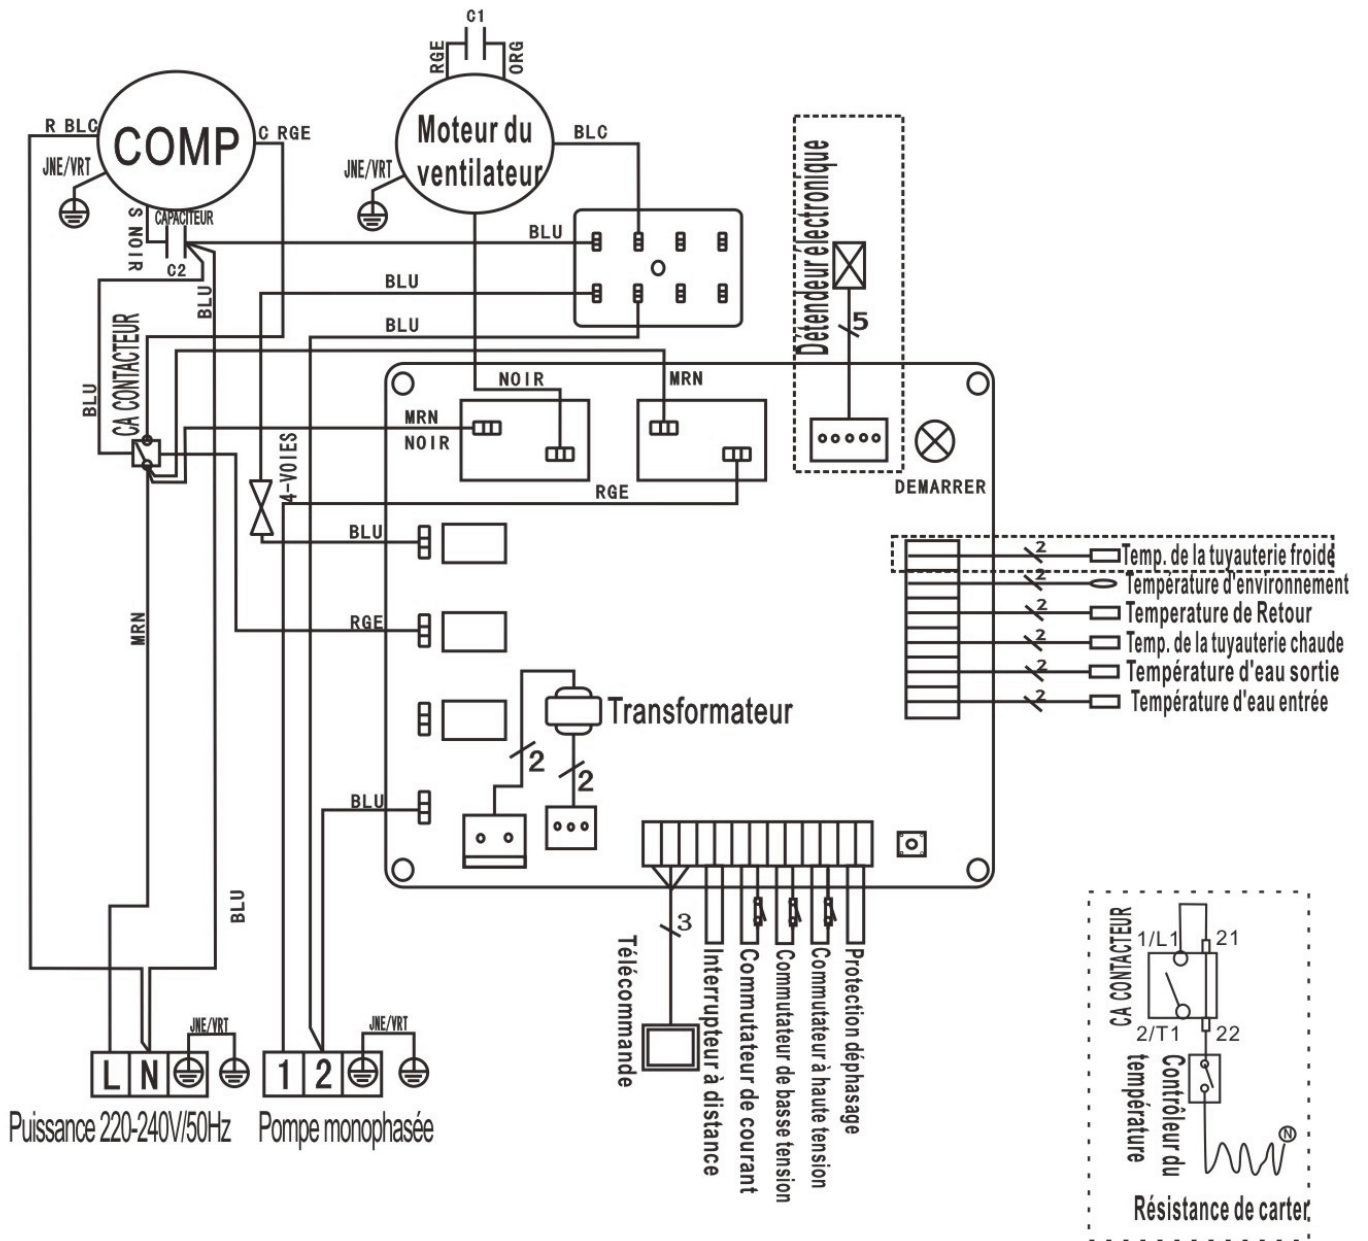 C1
RGE
ORG
R BLC
COMP
C RGE
Moteur du
ventilateur
BLC
JNE/VRT
JNE/VRT
S NOIR
CAPACITEUR
C2
BLU
BLU
BLU
BLU
BLU
CA CONTACTEUR
Détendeur électronique
5
NOIR
MRN
MRN
NOIR
4-VOIES
RGE
DEMARRER
BLU
RGE
MRN
BLU
BLU
Transformateur
2
2
2 Temp. de la tuyauterie froide
2 Température d'environnement
2 Temperature de Retour
2 Temp. de la tuyauterie chaude
2 Température d'eau sortie
2 Température d'eau entrée
3
Télécommande
Interrupteur à distance
Commutateur de courant
Commutateur de basse tension
Commutateur à haute tension
Protection déphasage
JNE/VRT
JNE/VRT
L N
1 2
Puissance 220-240V/50Hz
Pompe monophasée
CA CONTACTEUR
1/L1
21
2/T1
22
Contrôleur du
température
N
Résistance de carter